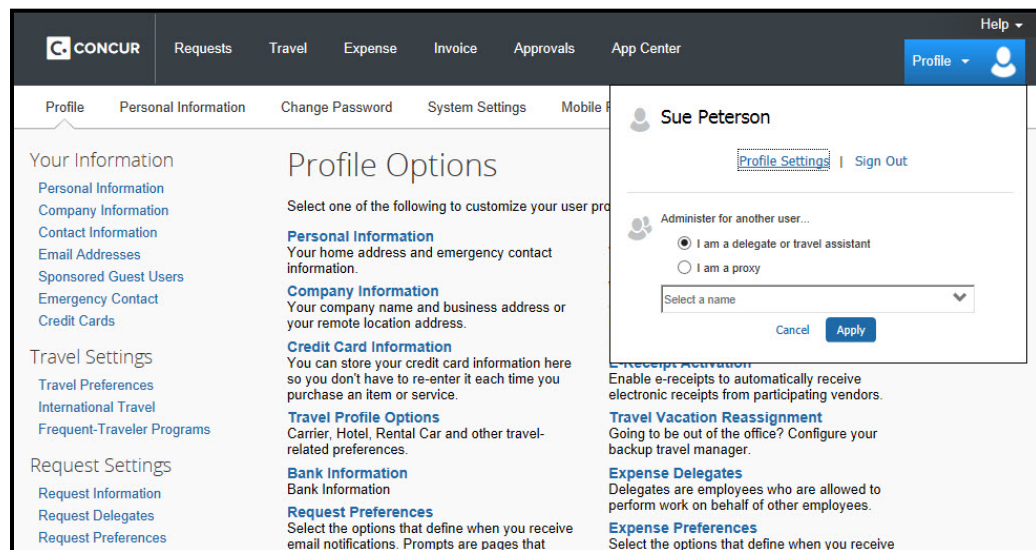 Help
CONCUR
Requests
Travel
Expense
Invoice
Approvals
App Center
Profile
Profile
Personal Information
Change Password
System Settings
Mobile
Sue Peterson
Profile Settings | Sign Out
Administer for another user...
I am a delegate or travel assistant
I am a proxy
Select a name
Cancel
Apply
Your Information
Personal Information
Company Information
Contact Information
Email Addresses
Sponsored Guest Users
Emergency Contact
Credit Cards
Travel Settings
Travel Preferences
International Travel
Frequent-Traveler Programs
Request Settings
Request Information
Request Delegates
Request Preferences
Profile Options
Select one of the following to customize your user pro
Personal Information
Your home address and emergency contact
information.
Company Information
Your company name and business address or
your remote location address.
Credit Card Information
You can store your credit card information here
so you don't have to re-enter it each time you
purchase an item or service.
Travel Profile Options
Carrier, Hotel, Rental Car and other travel-
related preferences.
Bank Information
Bank Information
Request Preferences
Select the options that define when you receive
email notifications. Prompts are pages that
E-Receipt Activation
Enable e-receipts to automatically receive
electronic receipts from participating vendors.
Travel Vacation Reassignment
Going to be out of the office? Configure your
backup travel manager.
Expense Delegates
Delegates are employees who are allowed to
perform work on behalf of other employees.
Expense Preferences
Select the options that define when you receive